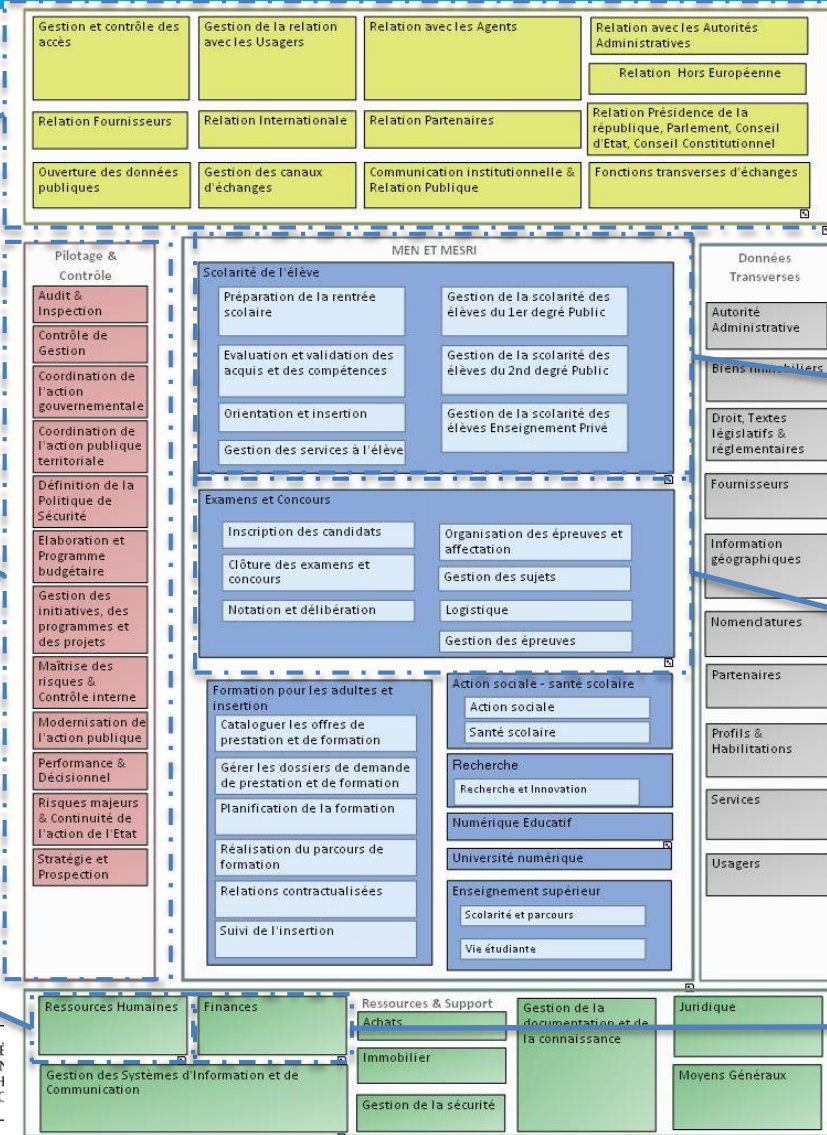 Gestion et contrôle des
accès
Gestion de la relation
avec les Usagers
Relation avec les Agents
Relation avec les Autorités
Administratives
Relation Hors Européenne
Relation Fournisseurs
Relation Internationale
Relation Partenaires
Relation Présidence de la
république, Parlement, Conseil
d'Etat, Conseil Constitutionnel
Ouverture des données
publiques
Gestion des canaux
d'échanges
Communication institutionnelle &
Relation Publique
Fonctions transverses d'échanges
Pilotage &
Contrôle
Audit &
Inspection
Contrôle de
Gestion
Coordination de
l'action
gouvernementale
Coordination de
l'action publique
territoriale
Définition de la
Politique de
Sécurité
Elaboration et
Programme
budgétaire
Gestion des
initiatives, des
programmes et
des projets
Maîtrise des
risques &
Contrôle interne
Modernisation de
l'action publique
Performance &
Décisionnel
Risques majeurs
& Continuité de
l'action de l'Etat
Stratégie et
Prospection
MEN ET MESRI
Scolarité de l'élève
Préparation de la rentrée
scolaire
Gestion de la scolarité des
élèves du 1er degré Public
Evaluation et validation des
acquis et des compétences
Gestion de la scolarité des
élèves du 2nd degré Public
Orientation et insertion
Gestion de la scolarité des
élèves Enseignement Privé
Gestion des services à l'élève
Examens et Concours
Inscription des candidats
Organisation des épreuves et
affectation
Clôture des examens et
concours
Gestion des sujets
Notation et délibération
Logistique
Gestion des épreuves
Formation pour les adultes et
insertion
Cataloguer les offres de
prestation et de formation
Gérer les dossiers de demande
de prestation et de formation
Planification de la formation
Réalisation du parcours de
formation
Relations contractualisées
Suivi de l'insertion
Action sociale - santé scolaire
Action sociale
Santé scolaire
Recherche
Recherche et Innovation
Numérique Educatif
Université numérique
Enseignement supérieur
Scolarité et parcours
Vie étudiante
Données
Transverses
Autorité
Administrative
Biens Immobiliers
Droit, Textes
législatifs &
réglementaires
Fournisseurs
Information
géographiques
Nomenclatures
Partenaires
Profils &
Habilitations
Services
Usagers
Ressources Humaines
Finances
Ressources & Support
Achats
Immobilier
Gestion de la sécurité
Gestion de la
documentation et de
la connaissance
Juridique
Moyens Généraux
Gestion des Systèmes d'Information et de
Communication